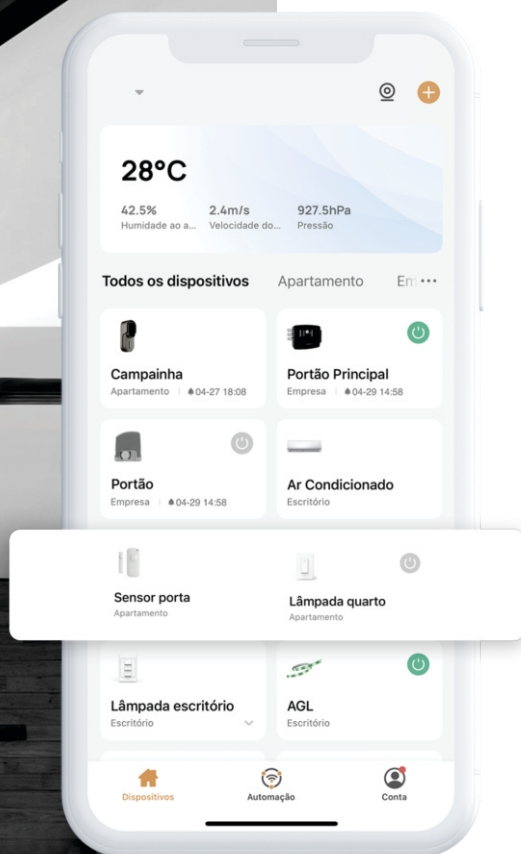 28°C
42.5% 2.4m/s 927.5hPa
Humidade ao a... Velocidade do... Pressão
Todos os dispositivos Apartamento Em ...
Campainha Portão Principal
Apartamento | 04-27 18:08 Empresa | 04-29 14:58
Portão Ar Condicionado
Empresa | 04-29 14:58 Escritório
Sensor porta Lâmpada quarto
Apartamento Apartamento
Lâmpada escritório AGL
Escritório Escritório
Dispositivos Automação Conta